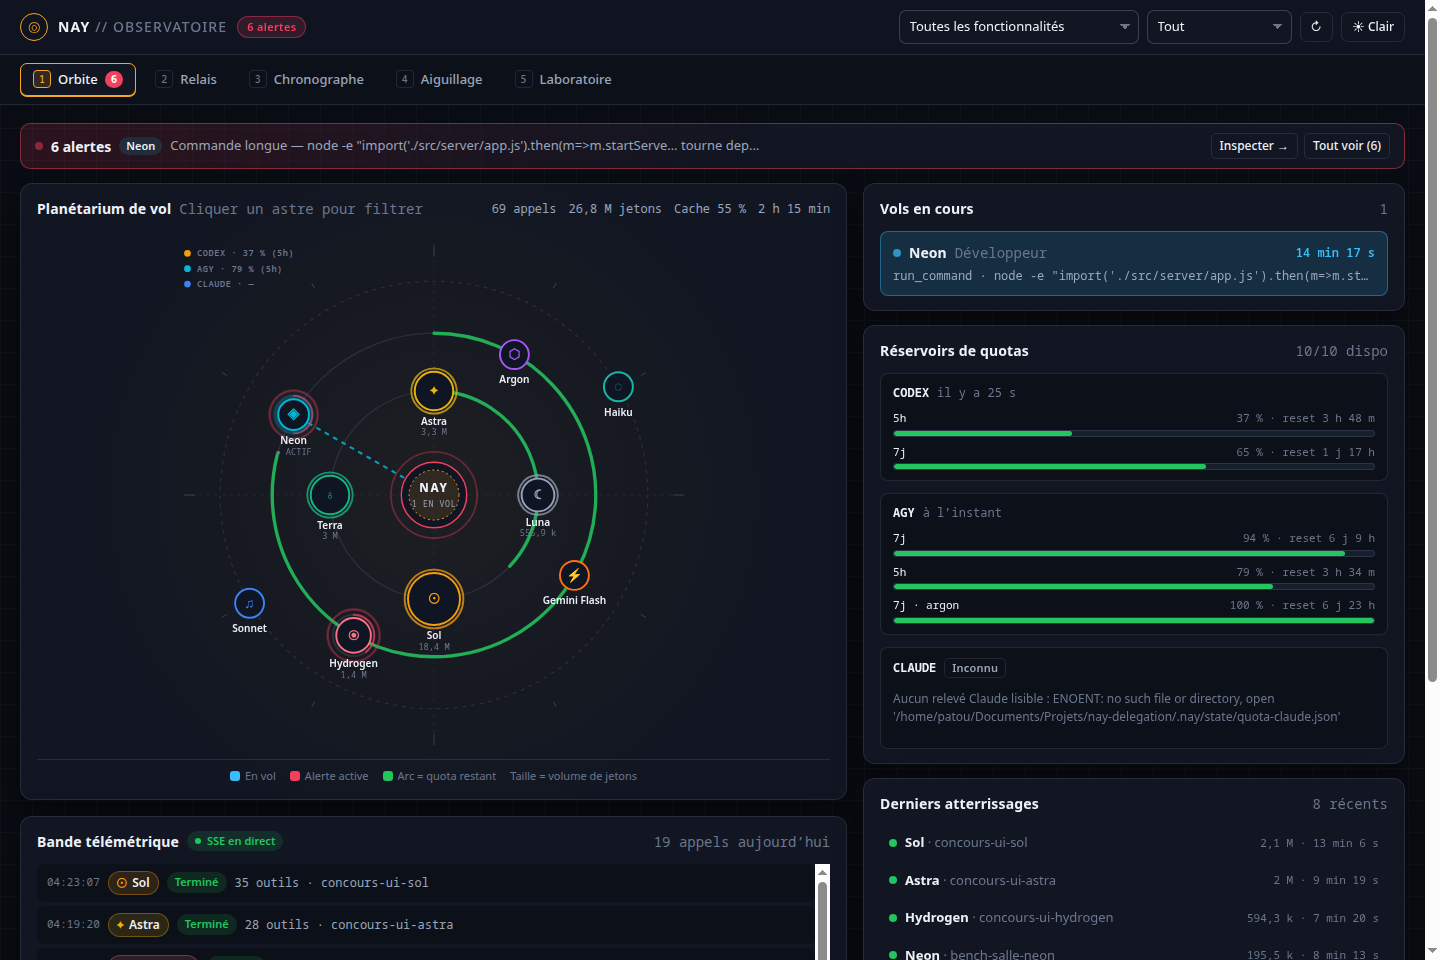 NAY // OBSERVATOIRE 6 alertes Toutes les fonctionnalités Tout ↻ ☀ Clair
1 Orbite 6 2 Relais 3 Chronographe 4 Aiguillage 5 Laboratoire
6 alertes Neon Commande longue — node -e "import('./src/server/app.js').then(m=>m.startServe... tourne dep... Inspecter → Tout voir (6)
Planétarium de vol Cliquer un astre pour filtrer 69 appels 26,8 M jetons Cache 55 % 2 h 15 min
CODEX · 37 % (5h)
AGY · 79 % (5h)
CLAUDE · —
Argon
Haiku
Astra
3,3 M
Neon
ACTIF
NAY
1 EN VOL
Terra
3 M
Luna
Gemini Flash
Sonnet
Sol
18,4 M
Hydrogen
1,4 M
En vol Alerte active Arc = quota restant Taille = volume de jetons
Bande télémétrique SSE en direct 19 appels aujourd'hui
04:23:07 Sol Terminé 35 outils · concours-ui-sol
04:19:20 Astra Terminé 28 outils · concours-ui-astra
Vols en cours 1
Neon Développeur 14 min 17 s
run_command · node -e "import('./src/server/app.js').then(m=>m.st…
Réservoirs de quotas 10/10 dispo
CODEX il y a 25 s
5h 37 % · reset 3 h 48 m
7j 65 % · reset 1 j 17 h
AGY à l'instant
7j 94 % · reset 6 j 9 h
5h 79 % · reset 3 h 34 m
7j · argon 100 % · reset 6 j 23 h
CLAUDE Inconnu
Aucun relevé Claude lisible : ENOENT: no such file or directory, open
'/home/patou/Documents/Projets/nay-delegation/.nay/state/quota-claude.json'
Derniers atterrissages 8 récents
Sol · concours-ui-sol 2,1 M · 13 min 6 s
Astra · concours-ui-astra 2 M · 9 min 19 s
Hydrogen · concours-ui-hydrogen 594,3 k · 7 min 20 s
Neon · bench-salle-neon 195,5 k · 8 min 13 s